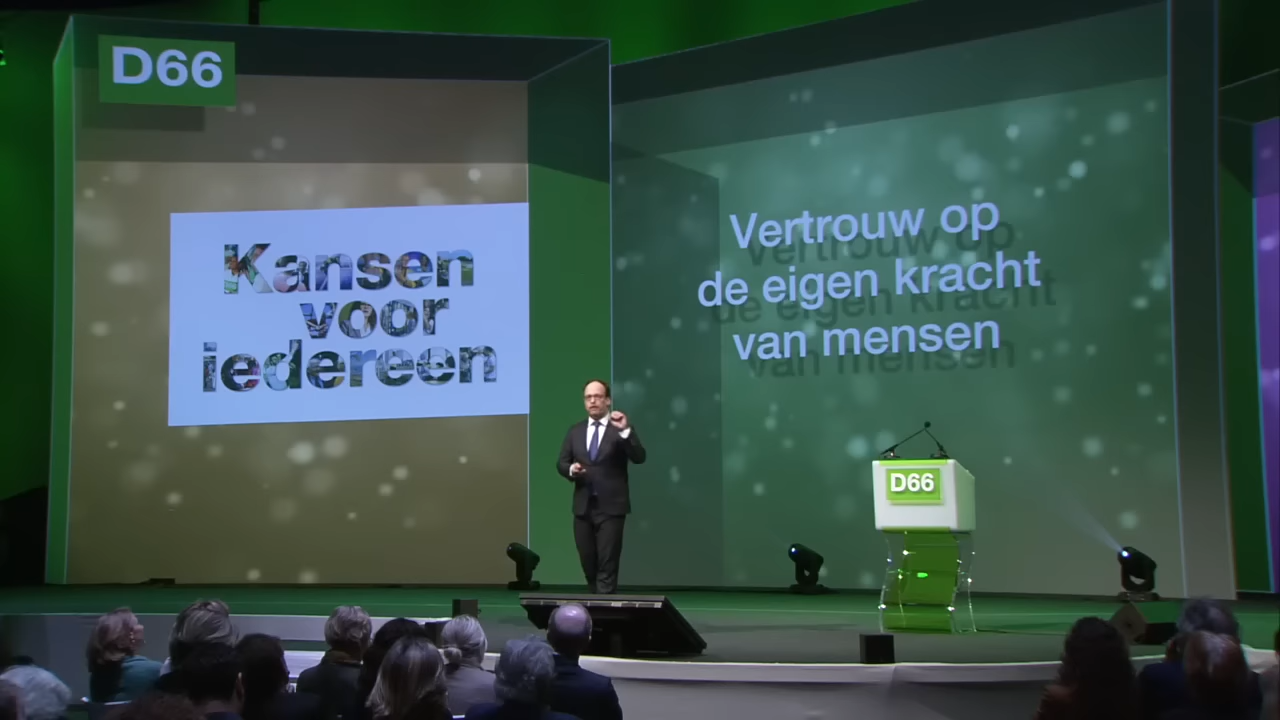 D66
Kansen
voor
iedereen
Vertrouw op
de eigen kracht
van mensen
D66